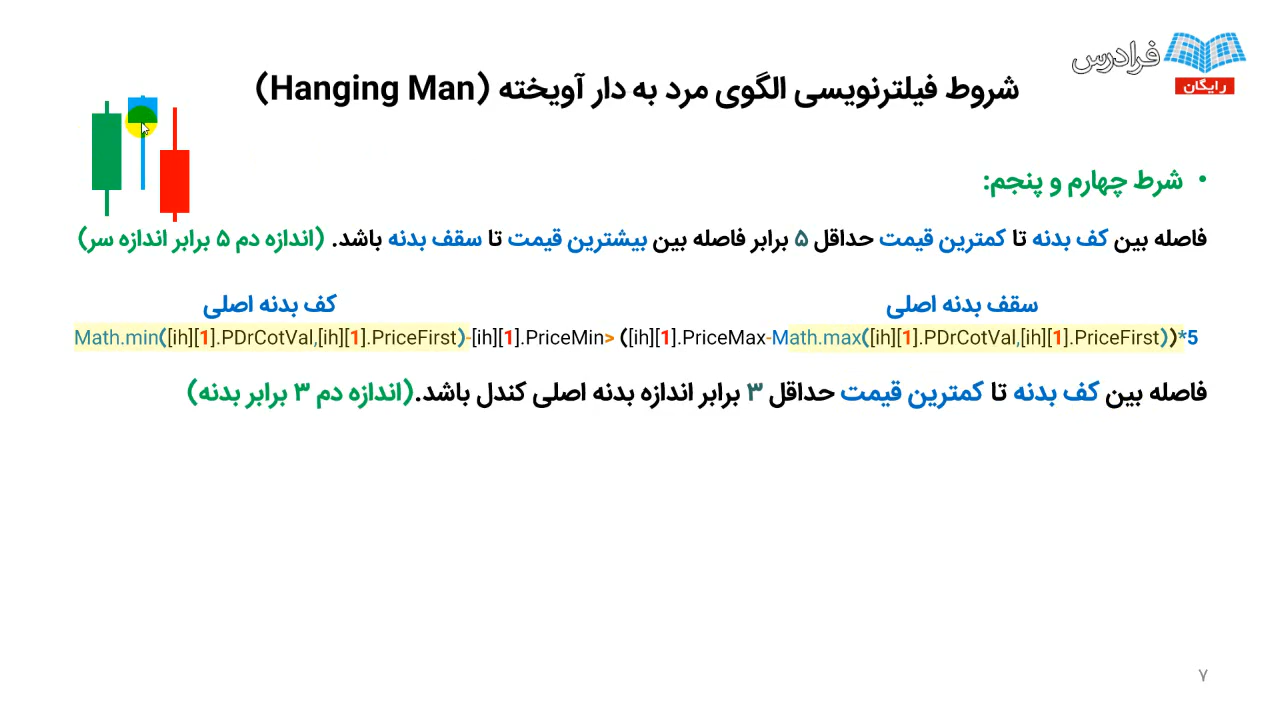 فرادرس
رایگان
شروط فیلترنویسی الگوی مرد به دار آویخته (Hanging Man)
• شرط چهارم و پنجم:
فاصله بین کف بدنه تا کمترین قیمت حداقل ۵ برابر فاصله بین بیشترین قیمت تا سقف بدنه باشد. (اندازه دم ۵ برابر اندازه سر)
سقف بدنه اصلی
کف بدنه اصلی
Math.min([ih][1].PDrCotVal,[ih][1].PriceFirst)-[ih][1].PriceMin> ([ih][1].PriceMax-Math.max([ih][1].PDrCotVal,[ih][1].PriceFirst))*5
فاصله بین کف بدنه تا کمترین قیمت حداقل ۳ برابر اندازه بدنه اصلی کندل باشد.(اندازه دم ۳ برابر بدنه)
۷